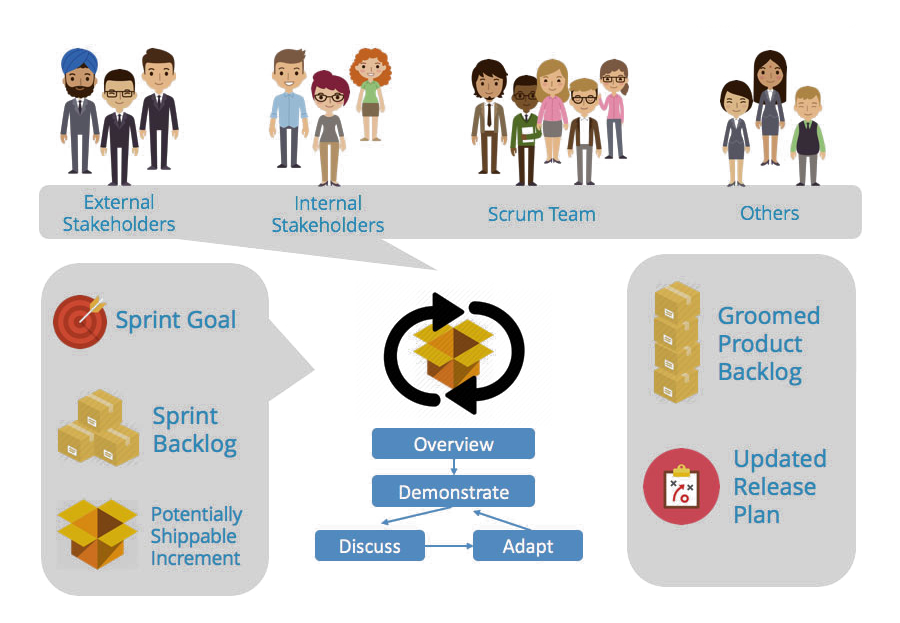 External
Stakeholders
Internal
Stakeholders
Scrum Team
Others
Sprint Goal
Sprint
Backlog
Potentially
Shippable
Increment
Overview
Demonstrate
Discuss
Adapt
Groomed
Product
Backlog
Updated
Release
Plan